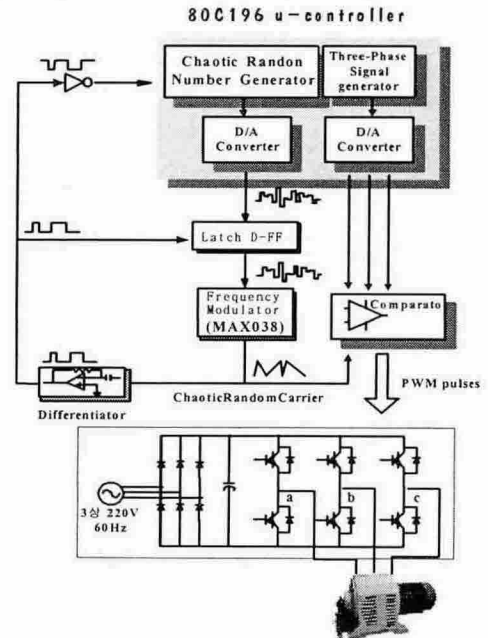 80C196 u-controller
Chaotic Randon
Number Generator
Three-Phase
Signal
generator
D/A
Converter
D/A
Converter
Latch D-FF
Frequency
Modulator
(MAX038)
Comparato
Differentiator
ChaoticRandomCarrier
PWM pulses
a
b
c
3상 220V
60Hz